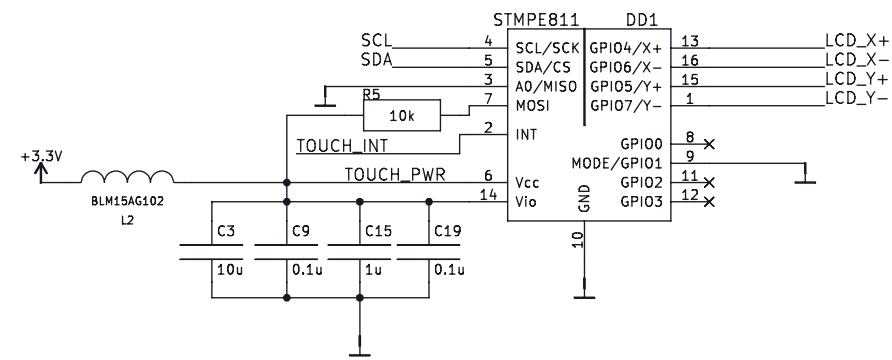 STMPE811 DD1
SCL 4 SCL/SCK GPIO4/X+ 13 LCD_X+
SDA 5 SDA/CS GPIO6/X- 16 LCD_X-
3 A0/MISO GPIO5/Y+ 15 LCD_Y+
R5 10k 7 MOSI GPIO7/Y- 1 LCD_Y-
TOUCH_INT 2 INT
GPIO0 8
MODE/GPIO1 9
+3.3V TOUCH_PWR 6 Vcc GPIO2 11
14 Vio GPIO3 12
BLM15AG102
L2
GND
10
C3 C9 C15 C19
10u 0.1u 1u 0.1u